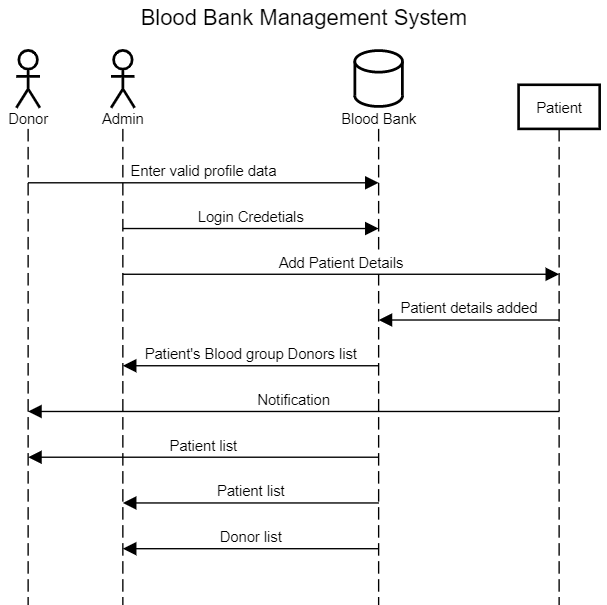 Blood Bank Management System
Donor
Admin
Blood Bank
Patient
Enter valid profile data
Login Credetials
Add Patient Details
Patient details added
Patient's Blood group Donors list
Notification
Patient list
Patient list
Donor list